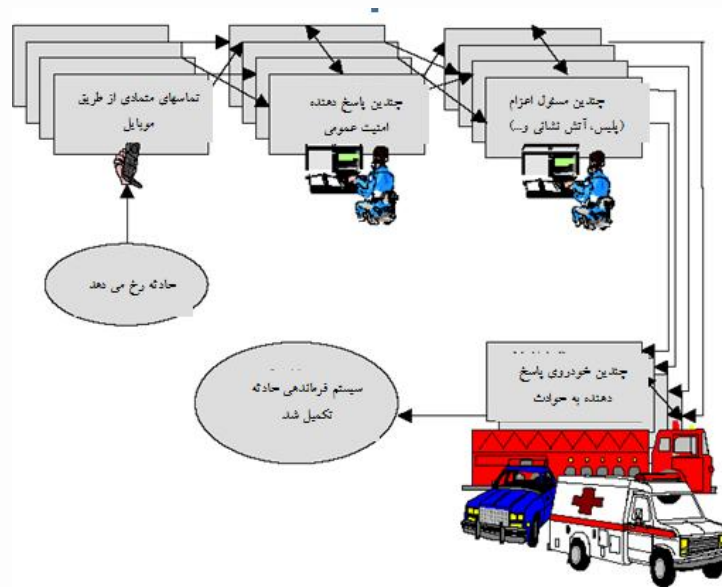 تماسهای متمادی از طریق
موبایل
چندین پاسخ دهنده
امنیت عمومی
چندین مسئول اعزام
(پلیس، آتش نشانی و...)
حادثه رخ می دهد
چندین خودروی پاسخ
دهنده به حوادث
سیستم فرماندهی حادثه
تکمیل شد